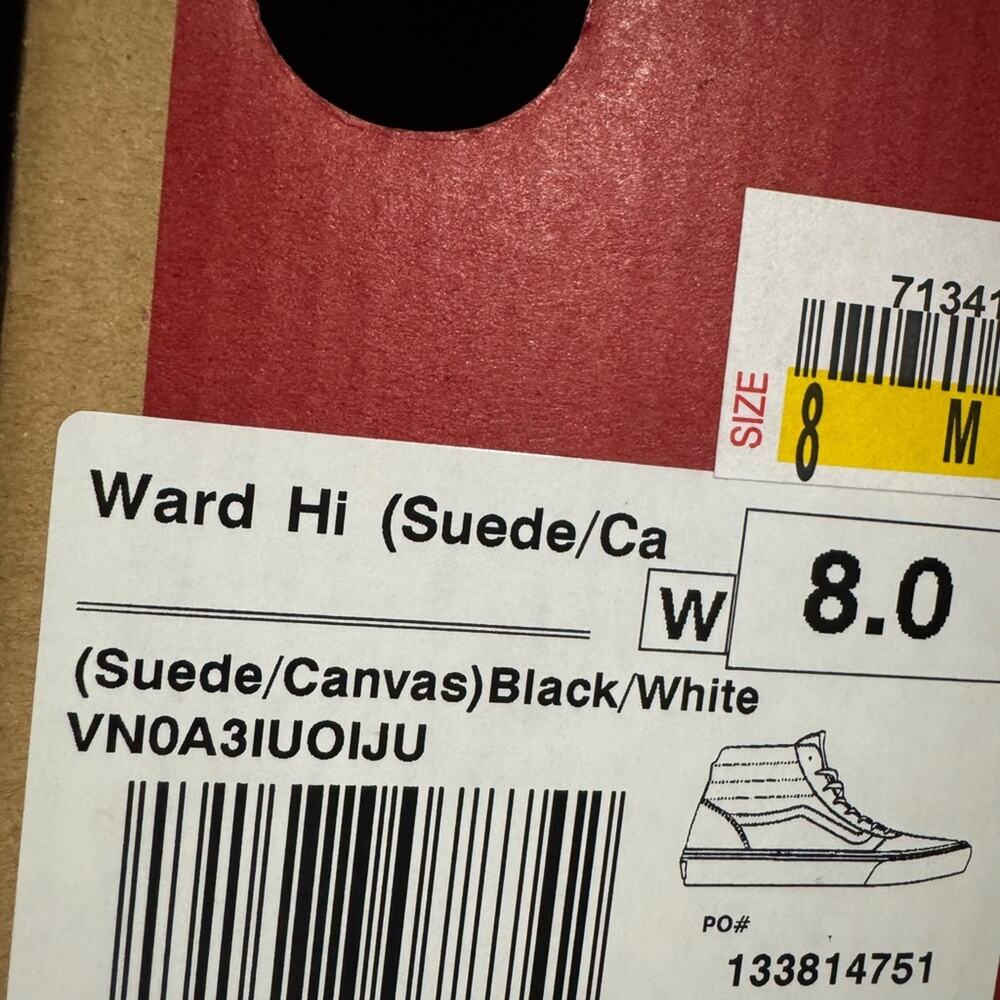 71341
SIZE
8 M
Ward Hi (Suede/Ca
W 8.0
(Suede/Canvas)Black/White
VN0A3IUOIJU
PO#
133814751